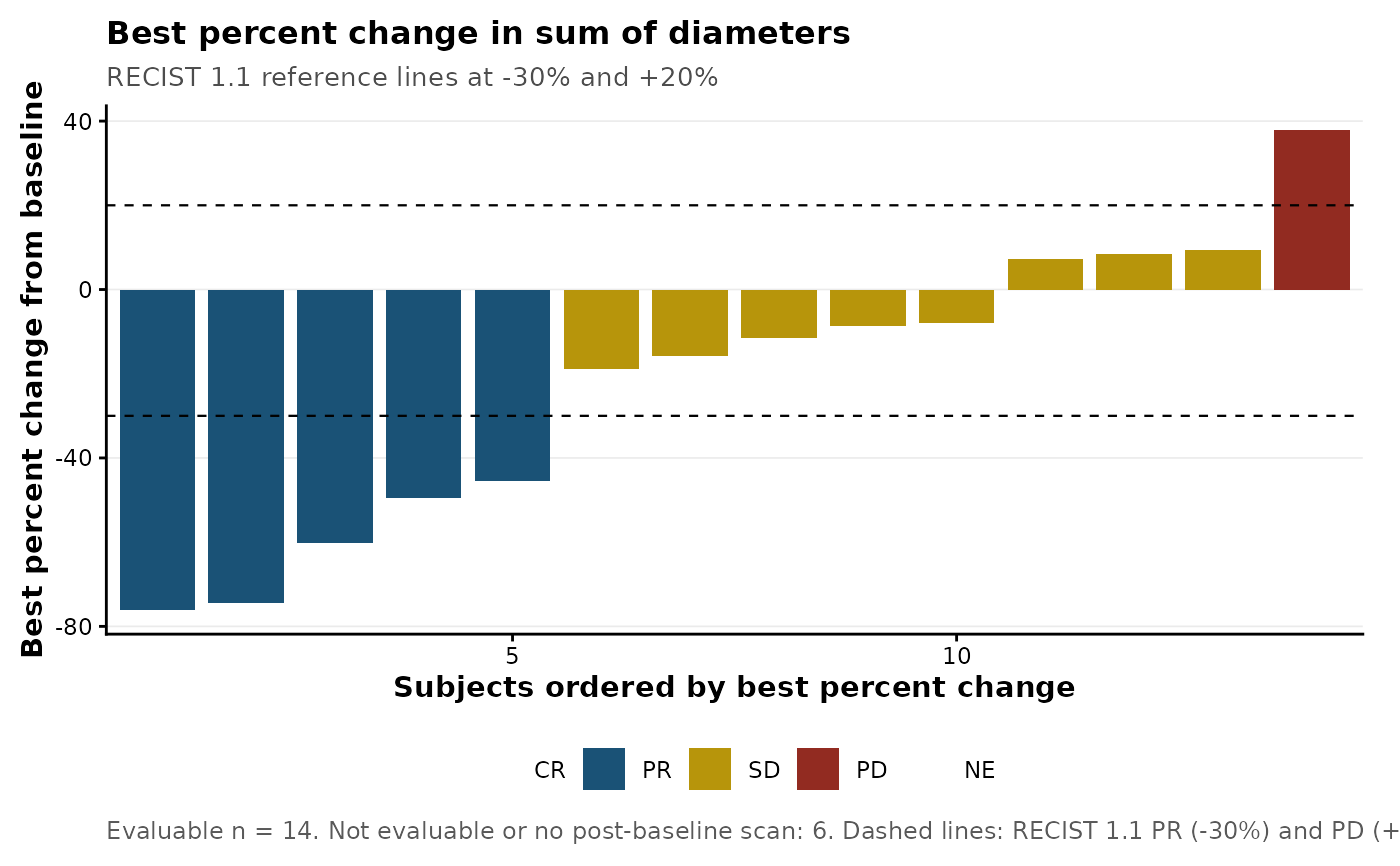 Best percent change in sum of diameters
RECIST 1.1 reference lines at -30% and +20%
Best percent change from baseline
40
0
-40
-80
5
10
Subjects ordered by best percent change
CR PR SD PD NE
Evaluable n = 14. Not evaluable or no post-baseline scan: 6. Dashed lines: RECIST 1.1 PR (-30%) and PD (+